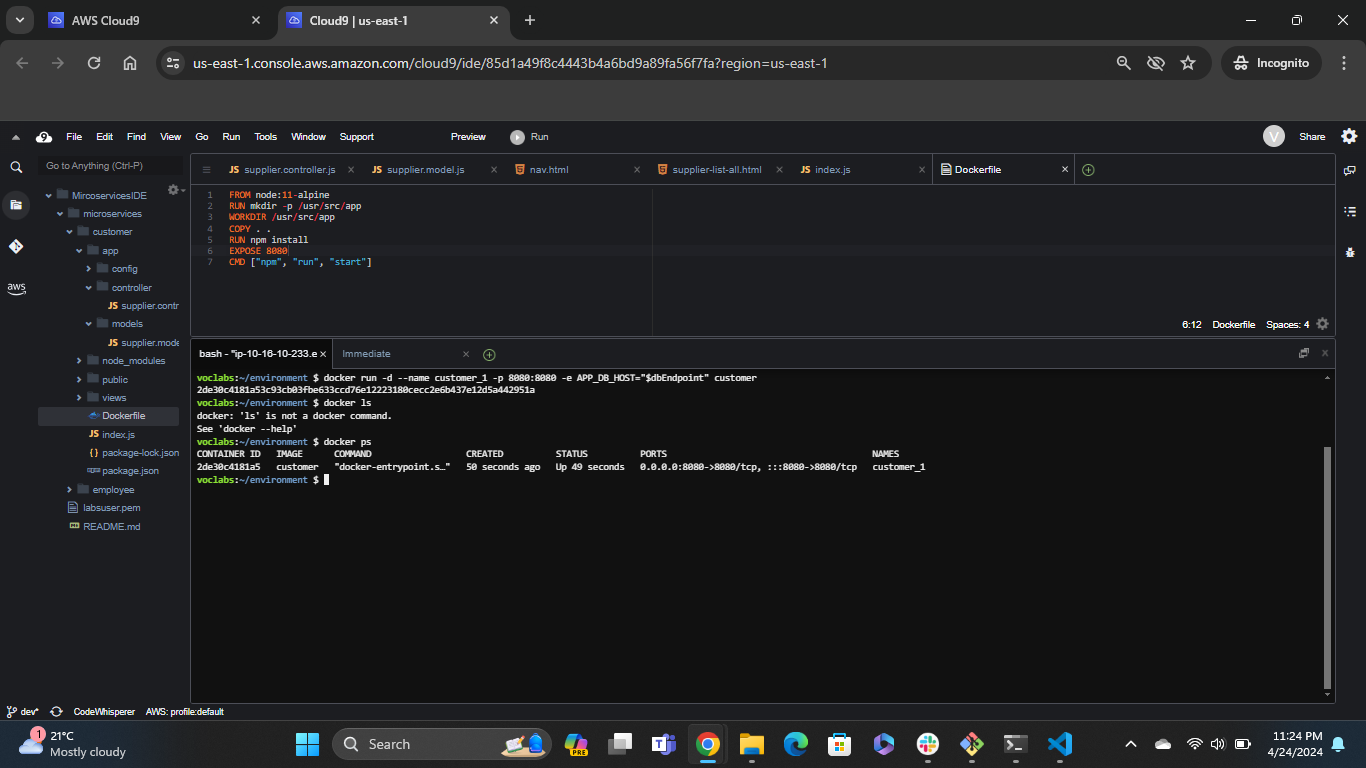 AWS Cloud9
Cloud9 | us-east-1
us-east-1.console.aws.amazon.com/cloud9/ide/85d1a49f8c4443b4a6bd9a89fa56f7fa?region=us-east-1
Incognito
9 File Edit Find View Go Run Tools Window Support Preview Run V Share
Go to Anything (Ctrl-P)
JS supplier.controller.js
JS supplier.model.js
nav.html
supplier-list-all.html
JS index.js
Dockerfile
MircoservicesIDE
microservices
customer
app
config
controller
JS supplier.contr
models
JS supplier.mode
node_modules
public
views
Dockerfile
JS index.js
{ } package-lock.json
package.json
employee
labsuser.pem
README.md
aws
1 FROM node:11-alpine
2 RUN mkdir -p /usr/src/app
3 WORKDIR /usr/src/app
4 COPY . .
5 RUN npm install
6 EXPOSE 8080
7 CMD ["npm", "run", "start"]
6:12 Dockerfile Spaces: 4
bash - "ip-10-16-10-233.e
Immediate
voclabs:~/environment $ docker run -d --name customer_1 -p 8080:8080 -e APP_DB_HOST="$dbEndpoint" customer
2de30c4181a53c93cb03fbe633ccd76e12223180cecc2e6b437e12d5a442951a
voclabs:~/environment $ docker ls
docker: 'ls' is not a docker command.
See 'docker --help'
voclabs:~/environment $ docker ps
CONTAINER ID IMAGE COMMAND CREATED STATUS PORTS NAMES
2de30c4181a5 customer "docker-entrypoint.s…" 50 seconds ago Up 49 seconds 0.0.0.0:8080->8080/tcp, :::8080->8080/tcp customer_1
voclabs:~/environment $
dev* CodeWhisperer AWS: profile:default
1
21°C
Mostly cloudy
Search
PRE
11:24 PM
4/24/2024